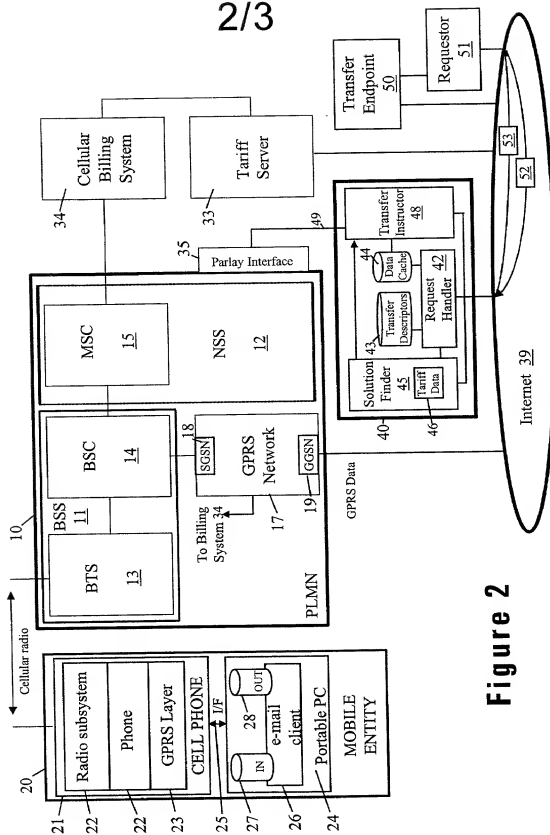 2/3
Cellular radio
20
21
22
22
23
25
27
26
24
Radio subsystem
Phone
GPRS Layer
CELL PHONE
I/F
IN
28
OUT
e-mail
client
Portable PC
MOBILE
ENTITY
10
BSS
11
BTS
13
BSC
14
MSC
15
NSS
12
18
SGSN
GPRS
Network
GGSN
19
17
To Billing
System 34
PLMN
GPRS Data
34
Cellular
Billing
System
33
Tariff
Server
35
Parlay Interface
49
40
46
Solution
Finder
45
Tariff
Data
43
Transfer
Descriptors
44
Data
Cache
Request
Handler
42
Transfer
Instructor
48
Transfer
Endpoint
50
Requestor
51
53
52
Internet 39
Figure 2